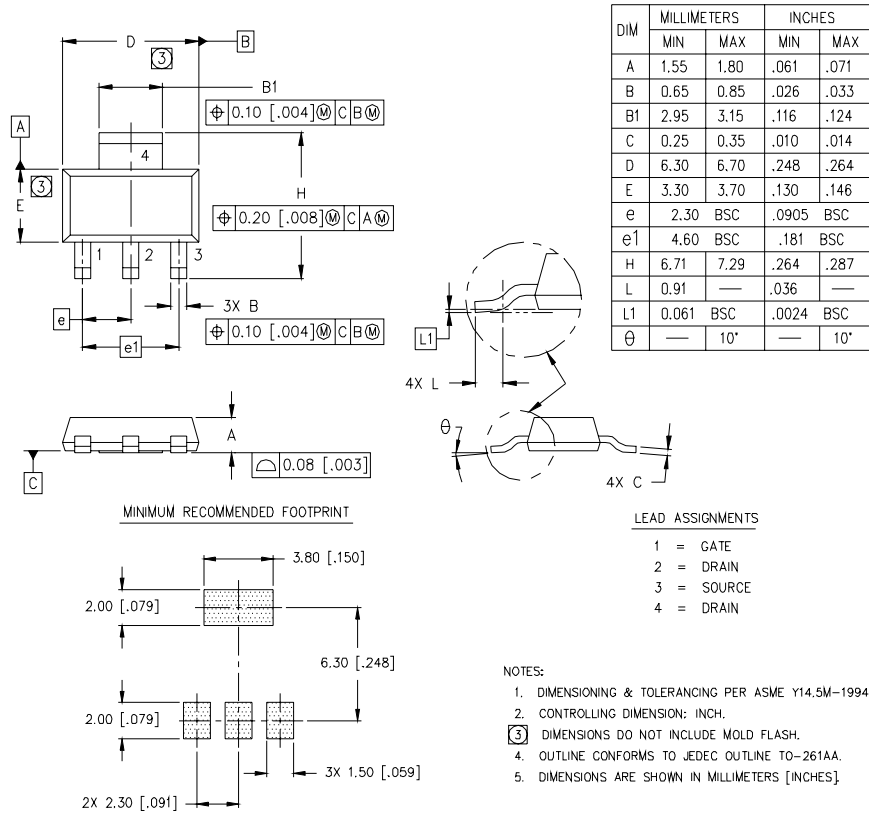 D
B
3
B1
⌖ 0.10 [.004] Ⓜ C B Ⓜ
A
4
3
E
H
⌖ 0.20 [.008] Ⓜ C A Ⓜ
1 2 3
3X B
e
⌖ 0.10 [.004] Ⓜ C B Ⓜ
e1
L1
4X L
A
⌓ 0.08 [.003]
C
θ
4X C
DIM MILLIMETERS INCHES
MIN MAX MIN MAX
A 1.55 1.80 .061 .071
B 0.65 0.85 .026 .033
B1 2.95 3.15 .116 .124
C 0.25 0.35 .010 .014
D 6.30 6.70 .248 .264
E 3.30 3.70 .130 .146
e 2.30 BSC .0905 BSC
e1 4.60 BSC .181 BSC
H 6.71 7.29 .264 .287
L 0.91 — .036 —
L1 0.061 BSC .0024 BSC
θ — 10° — 10°
MINIMUM RECOMMENDED FOOTPRINT
3.80 [.150]
2.00 [.079]
6.30 [.248]
2.00 [.079]
3X 1.50 [.059]
2X 2.30 [.091]
LEAD ASSIGNMENTS
1 = GATE
2 = DRAIN
3 = SOURCE
4 = DRAIN
NOTES:
1. DIMENSIONING & TOLERANCING PER ASME Y14.5M-1994
2. CONTROLLING DIMENSION: INCH.
3 DIMENSIONS DO NOT INCLUDE MOLD FLASH.
4. OUTLINE CONFORMS TO JEDEC OUTLINE TO-261AA.
5. DIMENSIONS ARE SHOWN IN MILLIMETERS [INCHES].